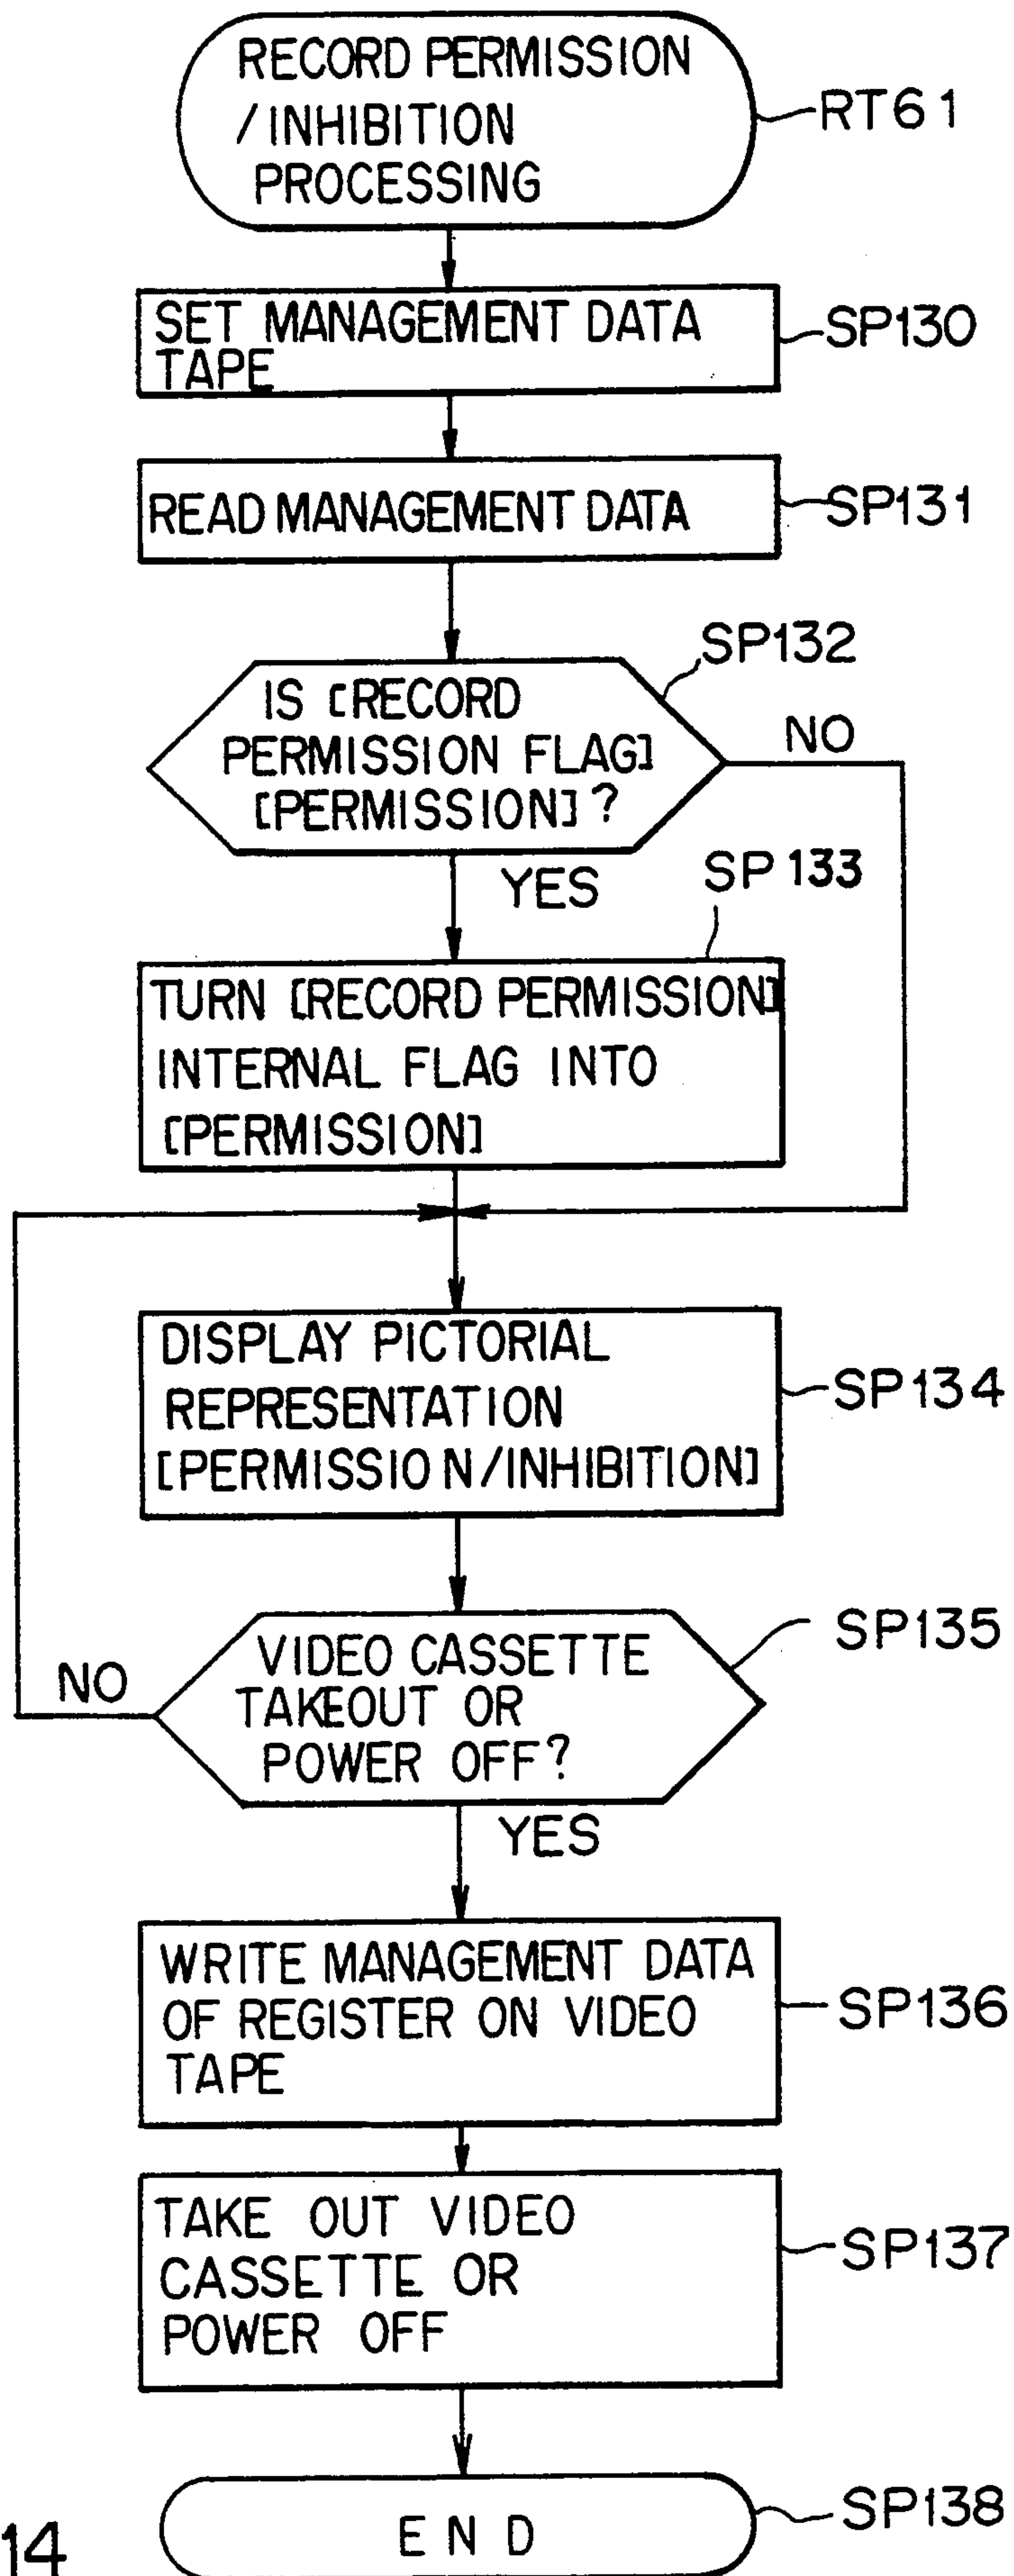 RECORD PERMISSION
/INHIBITION
PROCESSING
RT61
SET MANAGEMENT DATA
TAPE
SP130
READ MANAGEMENT DATA
SP131
SP132
IS [RECORD
PERMISSION FLAG]
[PERMISSION]?
NO
YES
SP133
TURN [RECORD PERMISSION]
INTERNAL FLAG INTO
[PERMISSION]
DISPLAY PICTORIAL
REPRESENTATION
[PERMISSION/INHIBITION]
SP134
VIDEO CASSETTE
TAKEOUT OR
POWER OFF?
SP135
NO
YES
WRITE MANAGEMENT DATA
OF REGISTER ON VIDEO
TAPE
SP136
TAKE OUT VIDEO
CASSETTE OR
POWER OFF
SP137
END
SP138
14